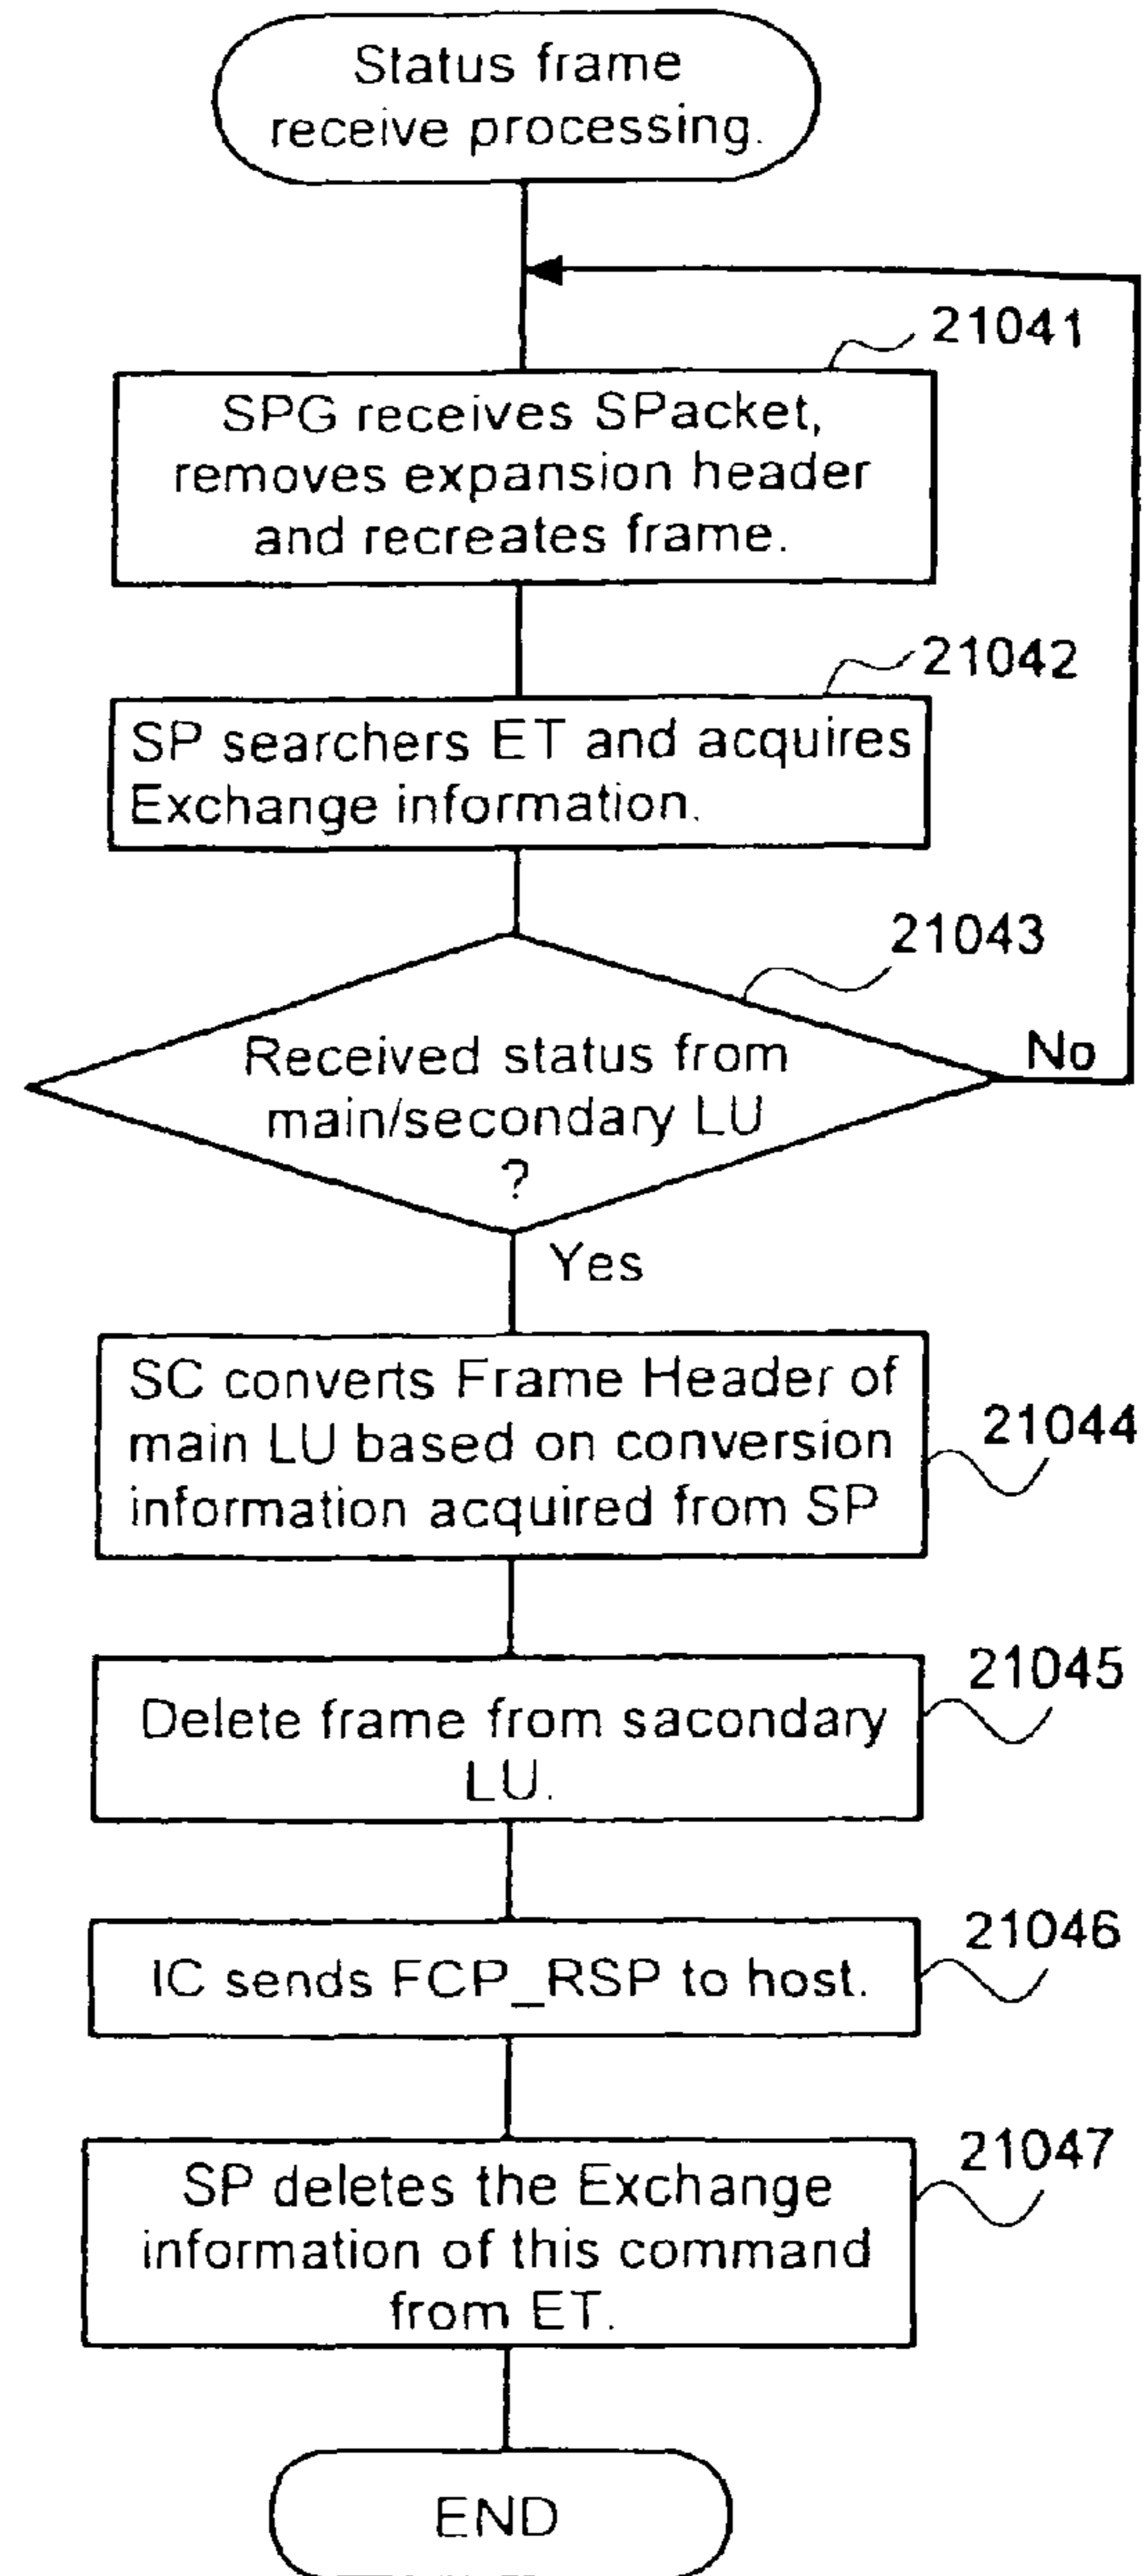 Status frame
receive processing.
21041
SPG receives SPacket,
removes expansion header
and recreates frame.
21042
SP searchers ET and acquires
Exchange information.
21043
Received status from
main/secondary LU
?
No
Yes
SC converts Frame Header of
main LU based on conversion
information acquired from SP
21044
Delete frame from sacondary
LU.
21045
IC sends FCP_RSP to host.
21046
SP deletes the Exchange
information of this command
from ET.
21047
END